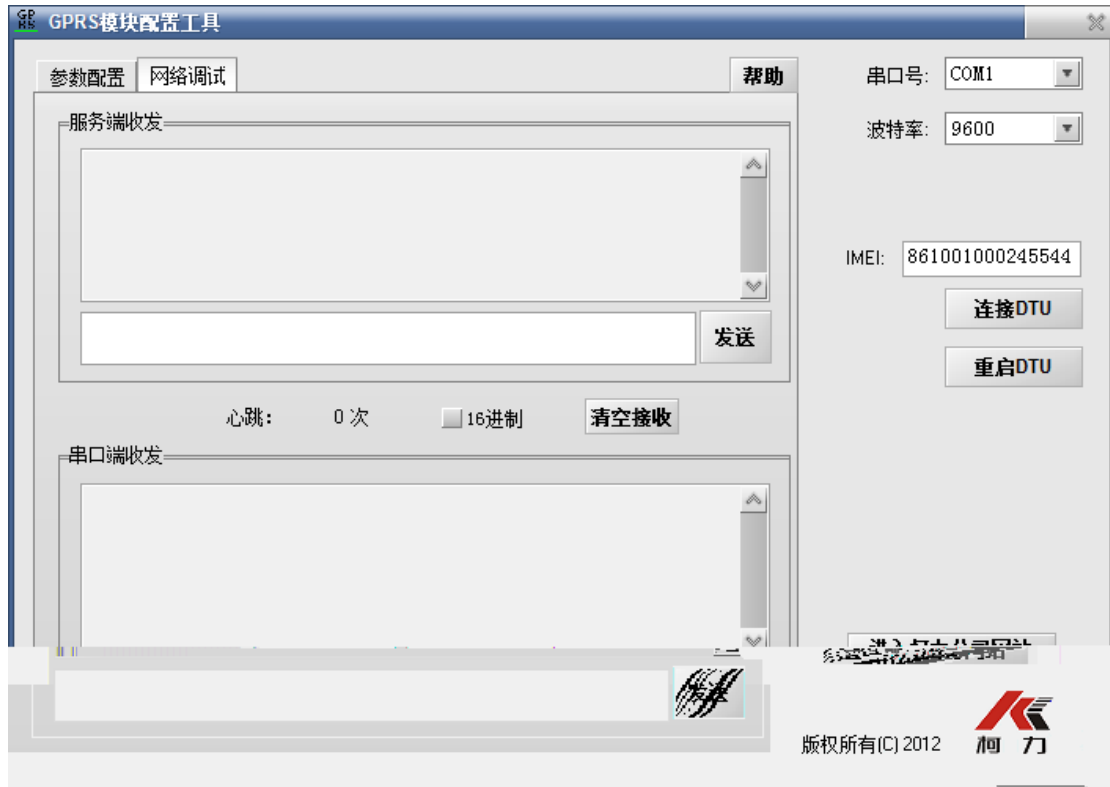 GPRS
GPRS模块配置工具
参数配置
网络调试
帮助
串口号:
COM1
波特率:
9600
服务端收发
发送
IMEI:
861001000245544
连接DTU
重启DTU
心跳:
0 次
16进制
清空接收
串口端收发
版权所有(C) 2012
柯力